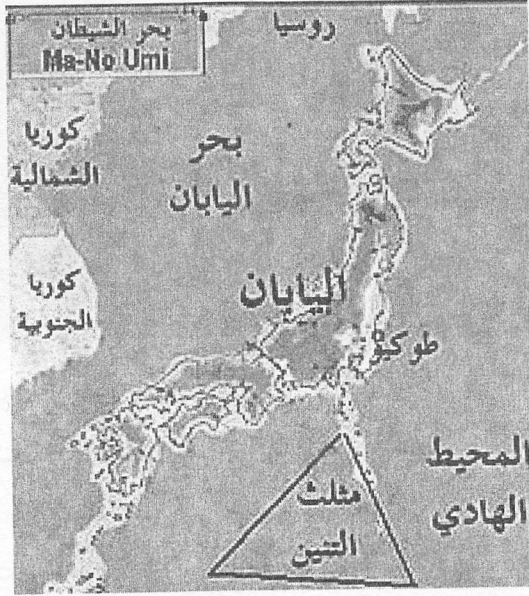 بحر الشيطان
Ma-No Umi
روسيا
كوريا
الشمالية
بحر
اليابان
كوريا
الجنوبية
اليابان
طوكيو
المحيط
الهادي
مثلث
التنين